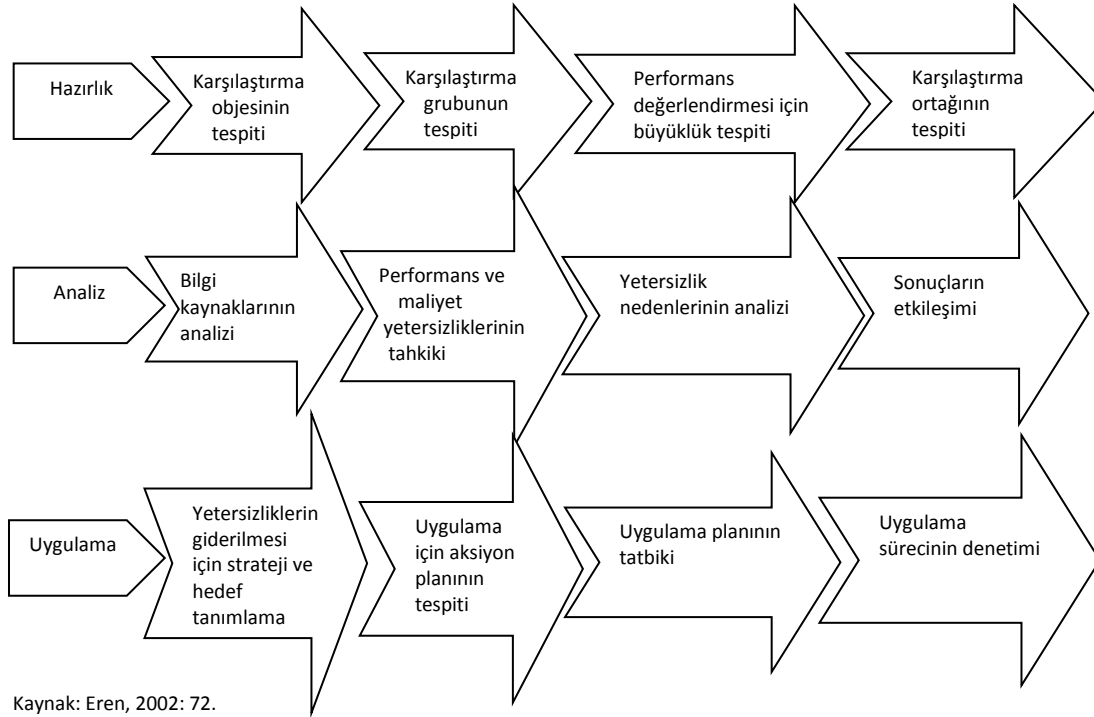 Hazırlık
Karşılaştırma
objesinin
tespiti
Karşılaştırma
grubunun
tespiti
Performans
değerlendirmesi için
büyüklük tespiti
Karşılaştırma
ortağının
tespiti
Analiz
Bilgi
kaynaklarının
analizi
Performans ve
maliyet
yetersizliklerinin
tahkiki
Yetersizlik
nedenlerinin analizi
Sonuçların
etkileşimi
Uygulama
Yetersizliklerin
giderilmesi
için strateji ve
hedef
tanımlama
Uygulama
için aksiyon
planının
tespiti
Uygulama planının
tatbiki
Uygulama
sürecinin denetimi
Kaynak: Eren, 2002: 72.